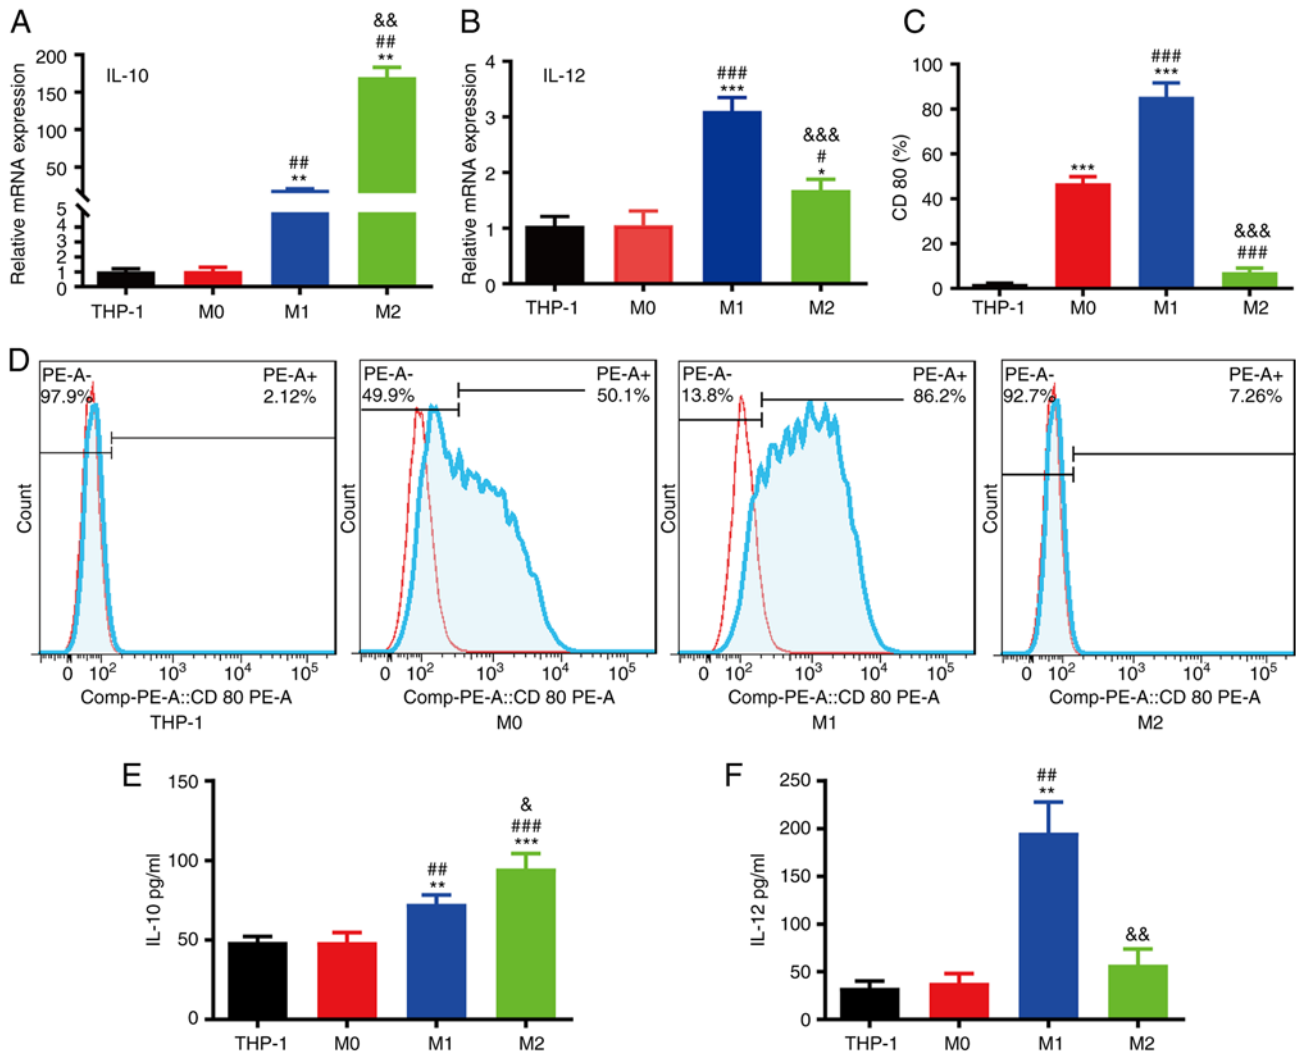 A
Relative mRNA expression
IL-10
200
150
100
50
5
4
3
2
1
0
##
**
&&
##
**
THP-1 M0 M1 M2
B
Relative mRNA expression
IL-12
4
3
2
1
0
###
***
&&&
#
*
THP-1 M0 M1 M2
C
CD 80 (%)
100
80
60
40
20
0
***
###
***
&&&
###
THP-1 M0 M1 M2
D
PE-A- PE-A+
97.9% 2.12%
Count
0 10² 10³ 10⁴ 10⁵
Comp-PE-A::CD 80 PE-A
THP-1
PE-A- PE-A+
49.9% 50.1%
Count
0 10² 10³ 10⁴ 10⁵
Comp-PE-A::CD 80 PE-A
M0
PE-A- PE-A+
13.8% 86.2%
Count
0 10² 10³ 10⁴ 10⁵
Comp-PE-A::CD 80 PE-A
M1
PE-A- PE-A+
92.7% 7.26%
Count
0 10² 10³ 10⁴ 10⁵
Comp-PE-A::CD 80 PE-A
M2
E
IL-10 pg/ml
150
100
50
0
##
**
&
###
***
THP-1 M0 M1 M2
F
IL-12 pg/ml
250
200
150
100
50
0
##
**
&&
THP-1 M0 M1 M2